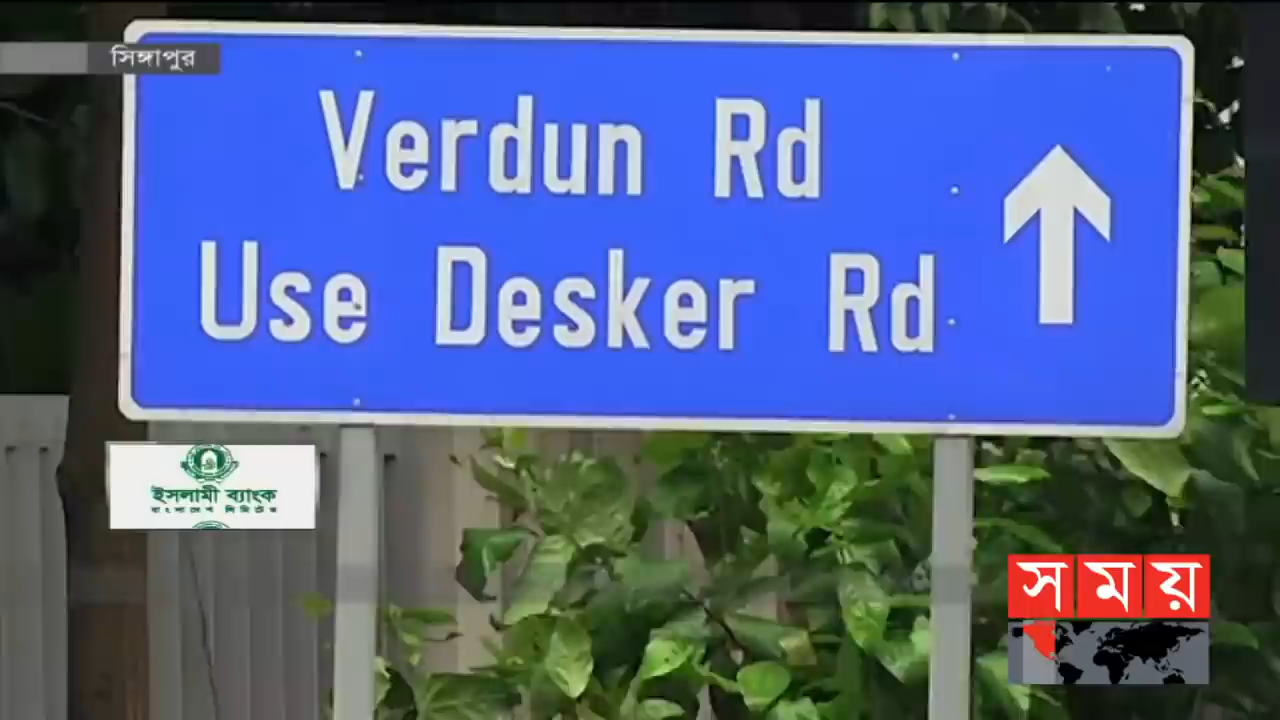 সিঙ্গাপুর
Verdun Rd
Use Desker Rd
ইসলামী ব্যাংক
বাংলাদেশ লিমিটেড
সময়